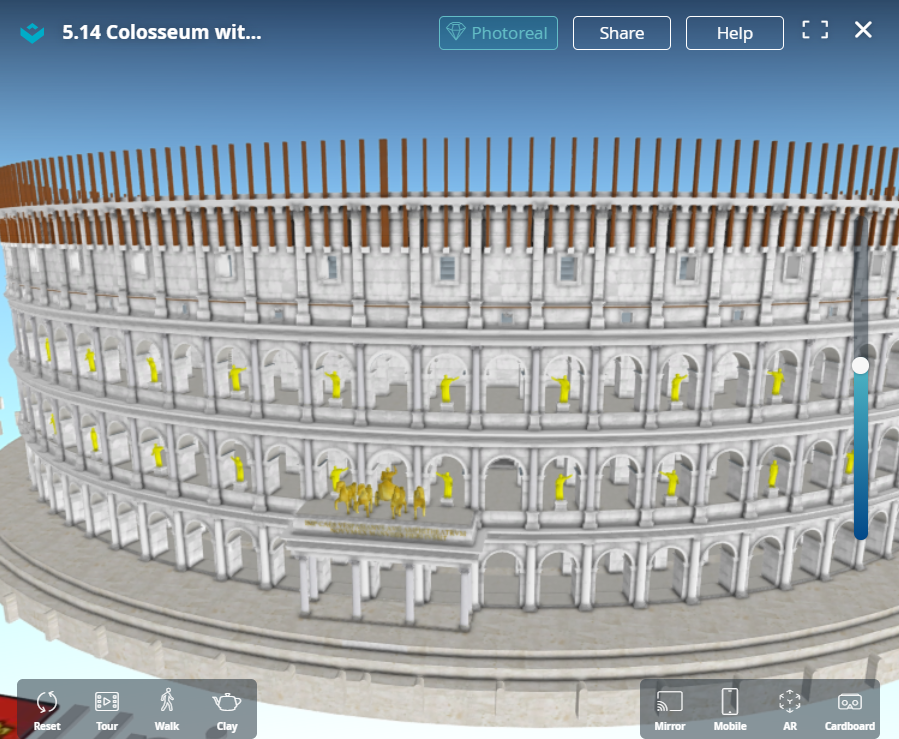 5.14 Colosseum wit...
Photoreal
Share
Help
Reset
Tour
Walk
Clay
Mirror
Mobile
AR
Cardboard